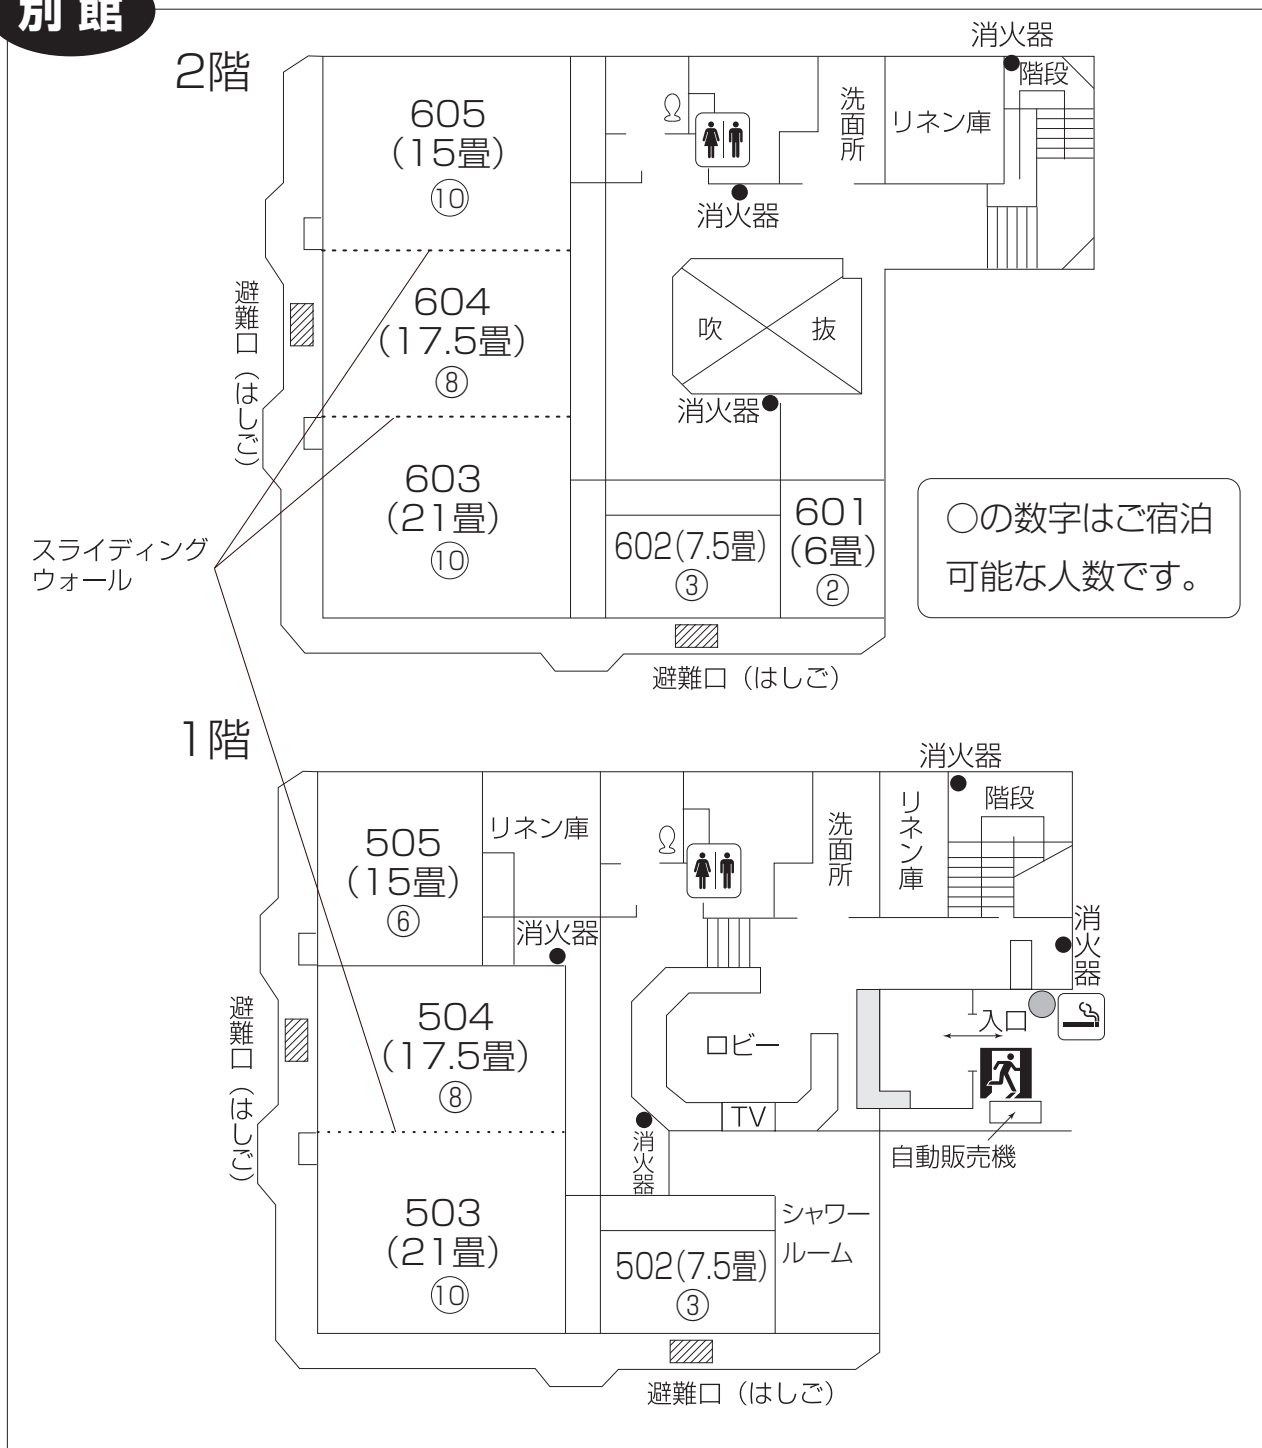 別館
2階
消火器
階段
605
（15畳）
⑩
洗面所
リネン庫
消火器
604
（17.5畳）
⑧
吹抜
避難口（はしご）
消火器
603
（21畳）
⑩
602（7.5畳）
③
601
（6畳）
②
○の数字はご宿泊
可能な人数です。
スライディング
ウォール
避難口（はしご）
1階
消火器
階段
505
（15畳）
⑥
リネン庫
洗面所
リネン庫
消火器
消火器
504
（17.5畳）
⑧
ロビー
入口
避難口（はしご）
TV
消火器
自動販売機
503
（21畳）
⑩
502（7.5畳）
③
シャワー
ルーム
避難口（はしご）